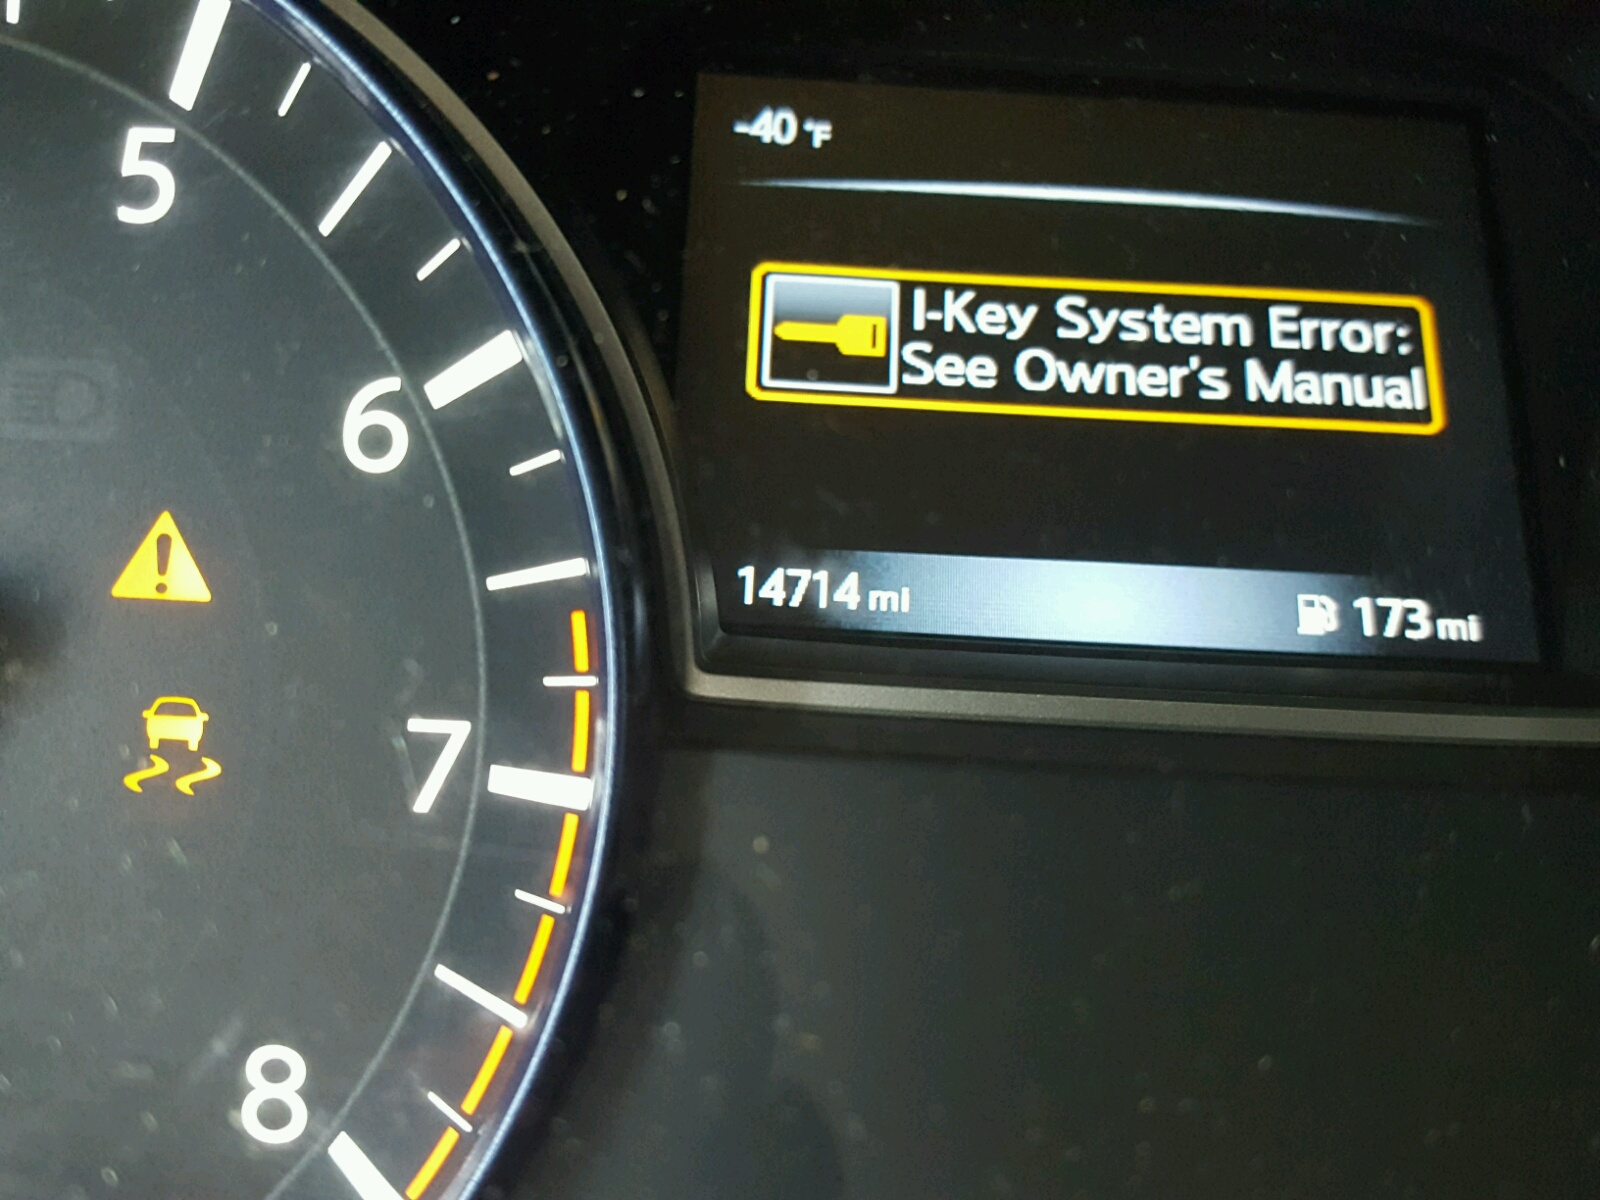 -40 °F
I-Key System Error:
See Owner's Manual
14714 mi
173 mi
5
6
7
8